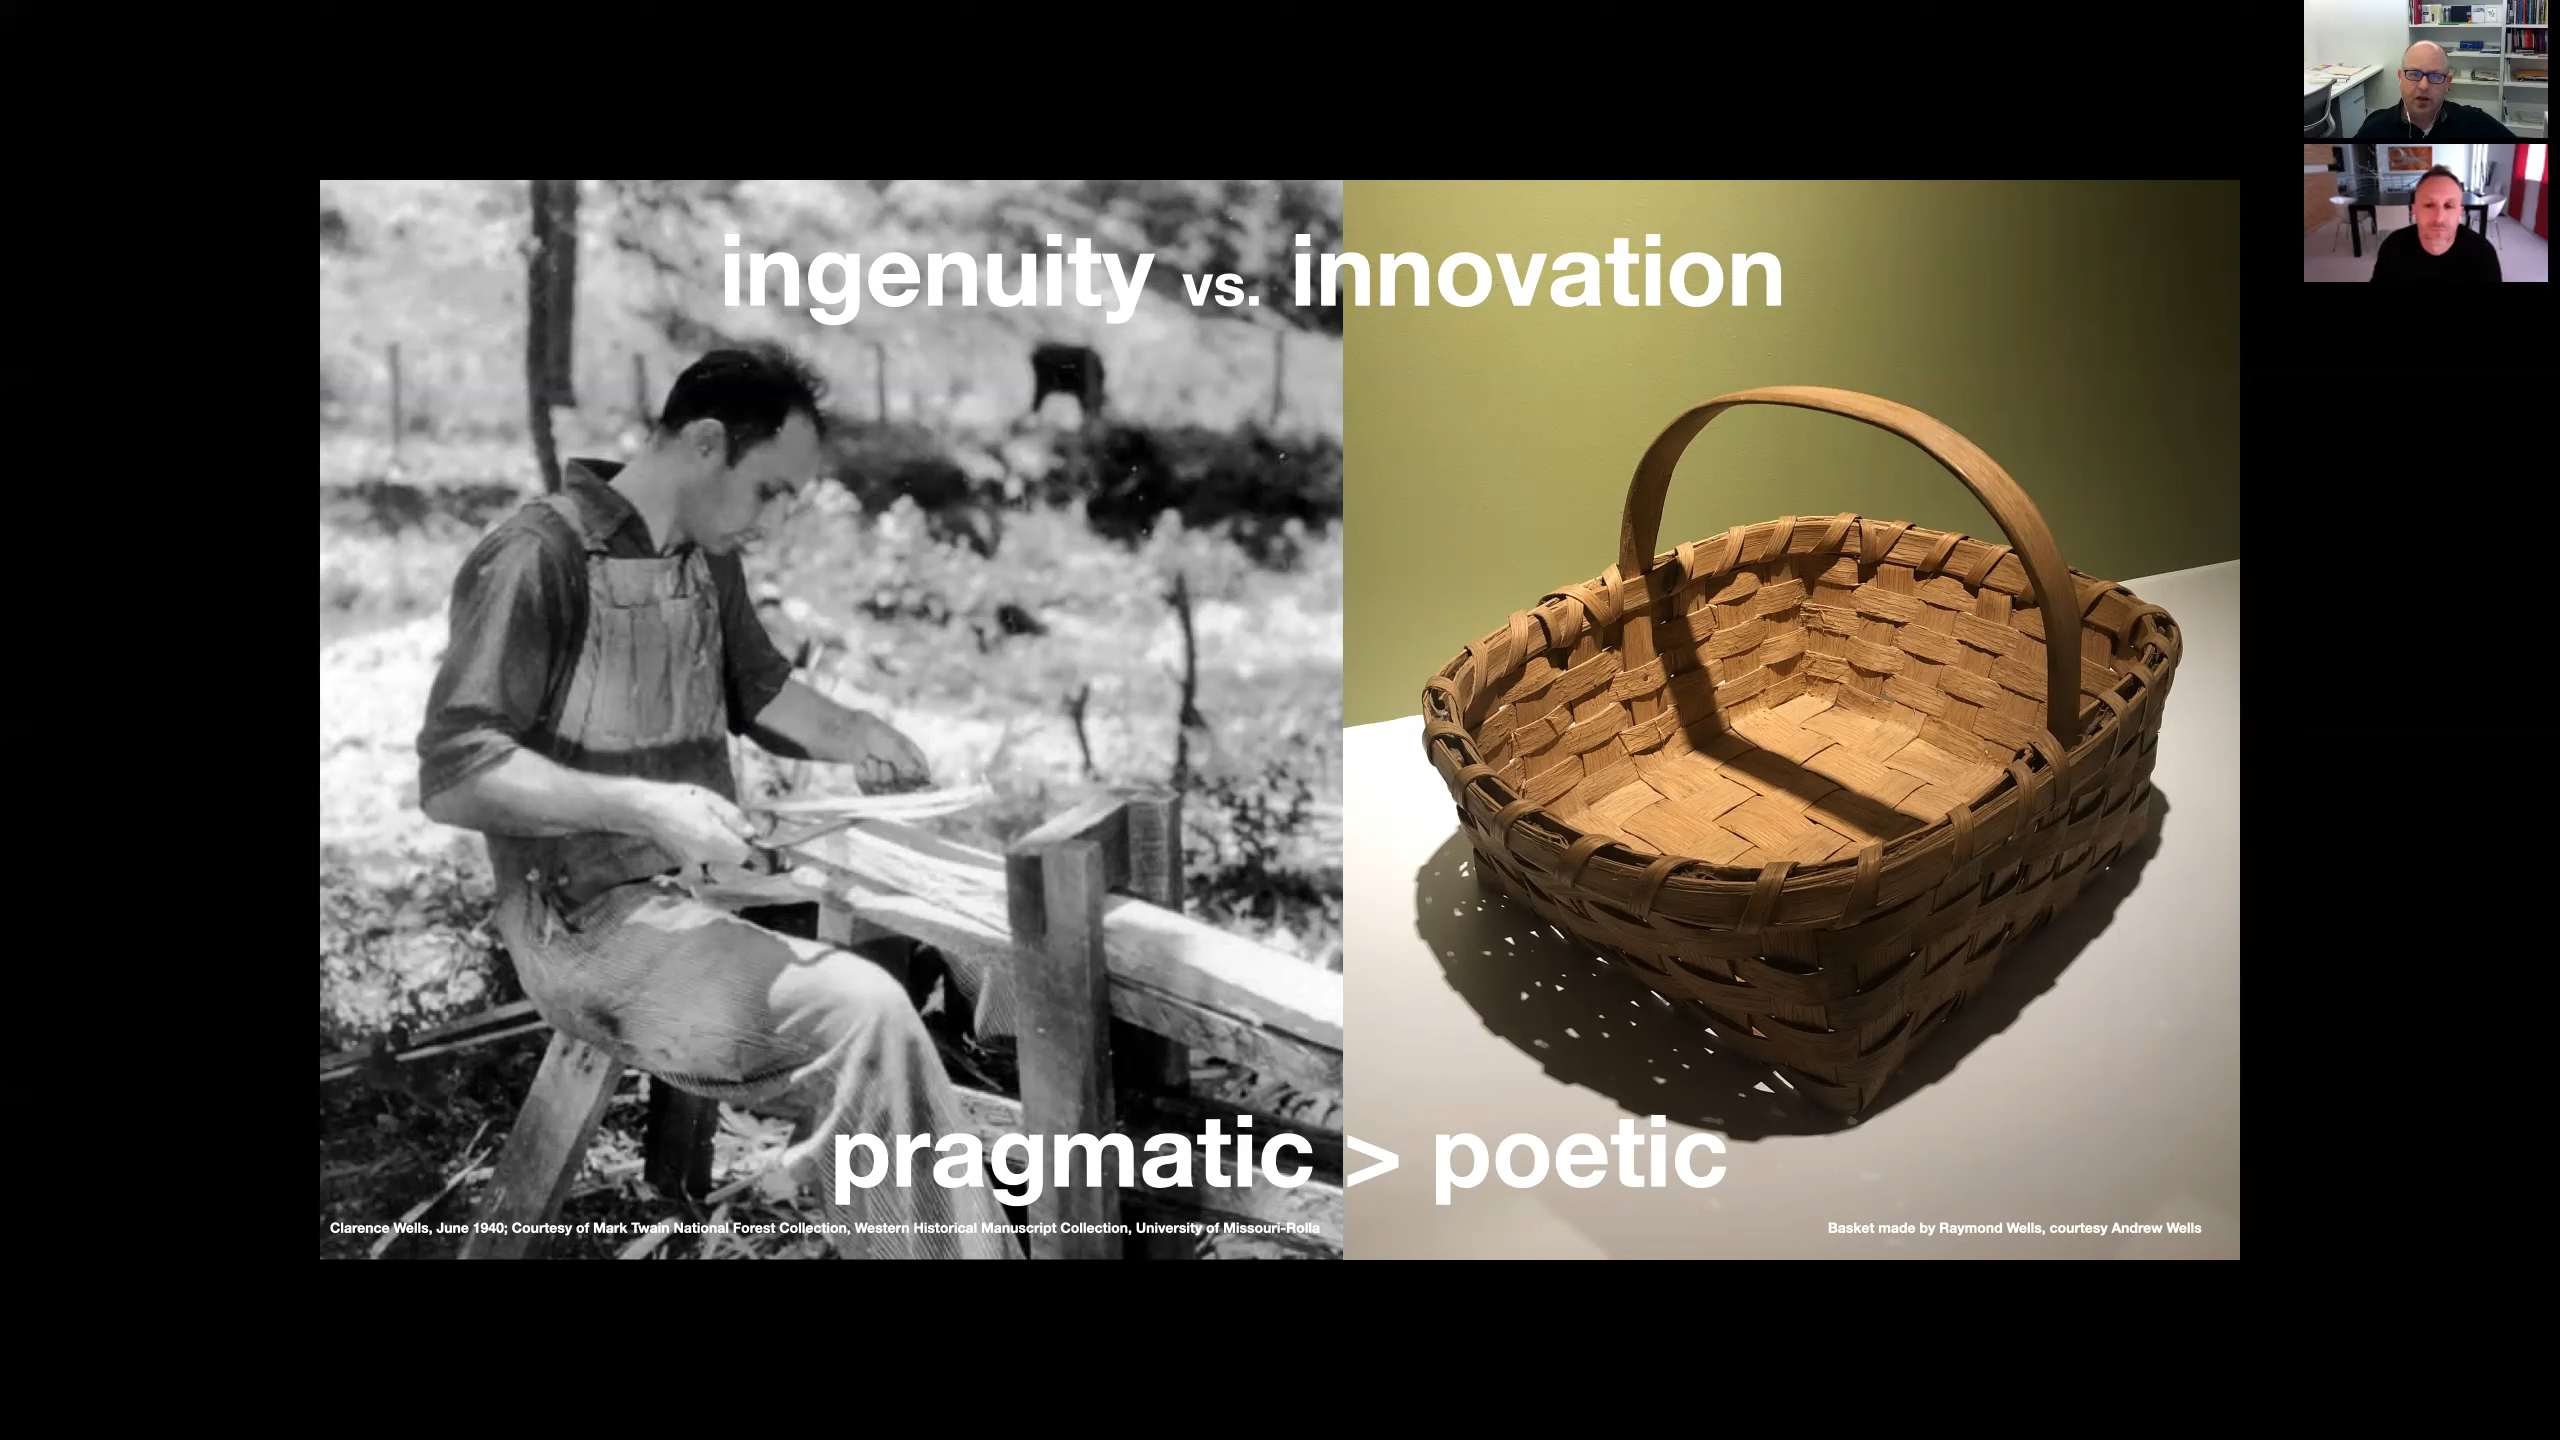 ingenuity vs. innovation
pragmatic > poetic
Clarence Wells, June 1940; Courtesy of Mark Twain National Forest Collection, Western Historical Manuscript Collection, University of Missouri-Rolla
Basket made by Raymond Wells, courtesy Andrew Wells